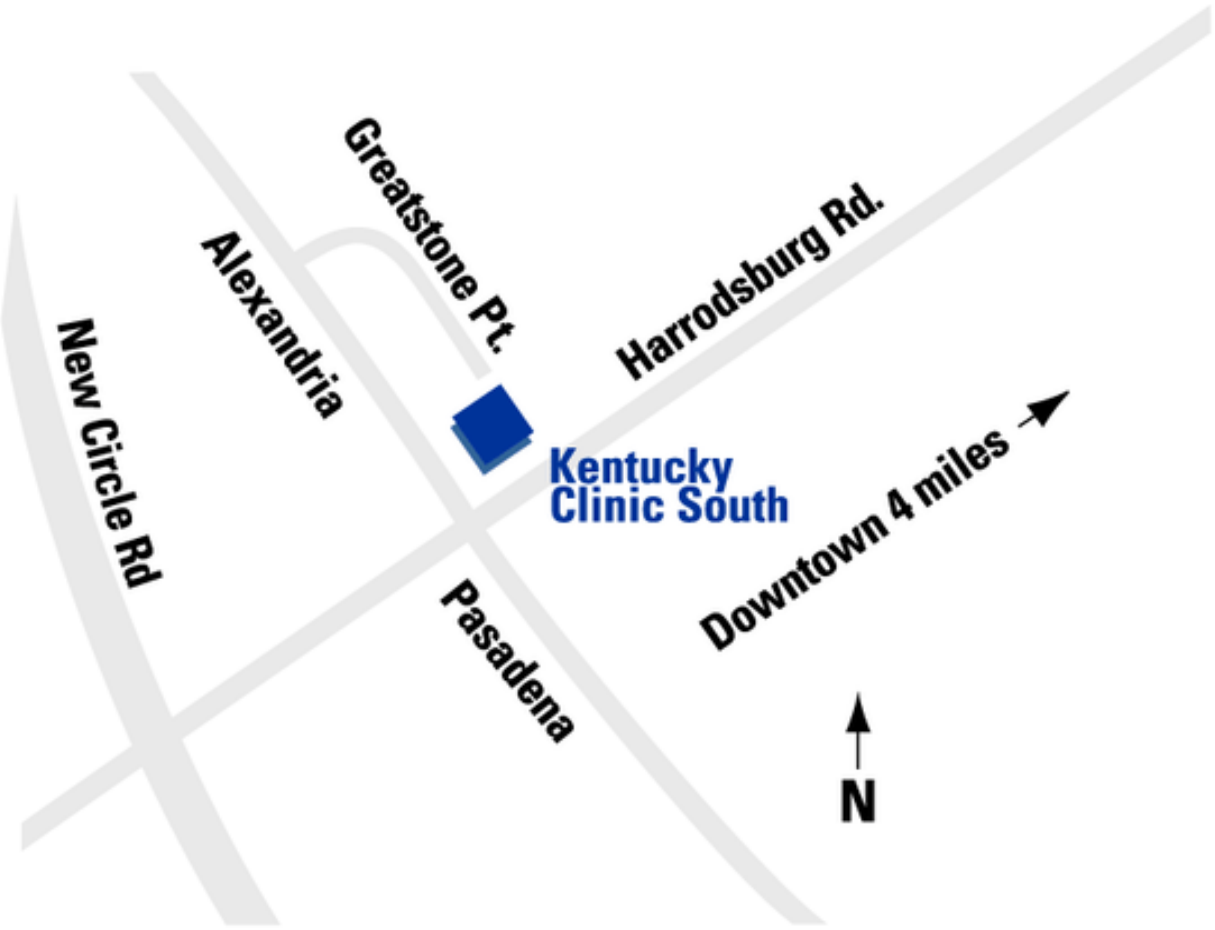 Greatstone Pt.
Harrodsburg Rd.
Alexandria
New Circle Rd
Kentucky
Clinic South
Downtown 4 miles
Pasadena
N